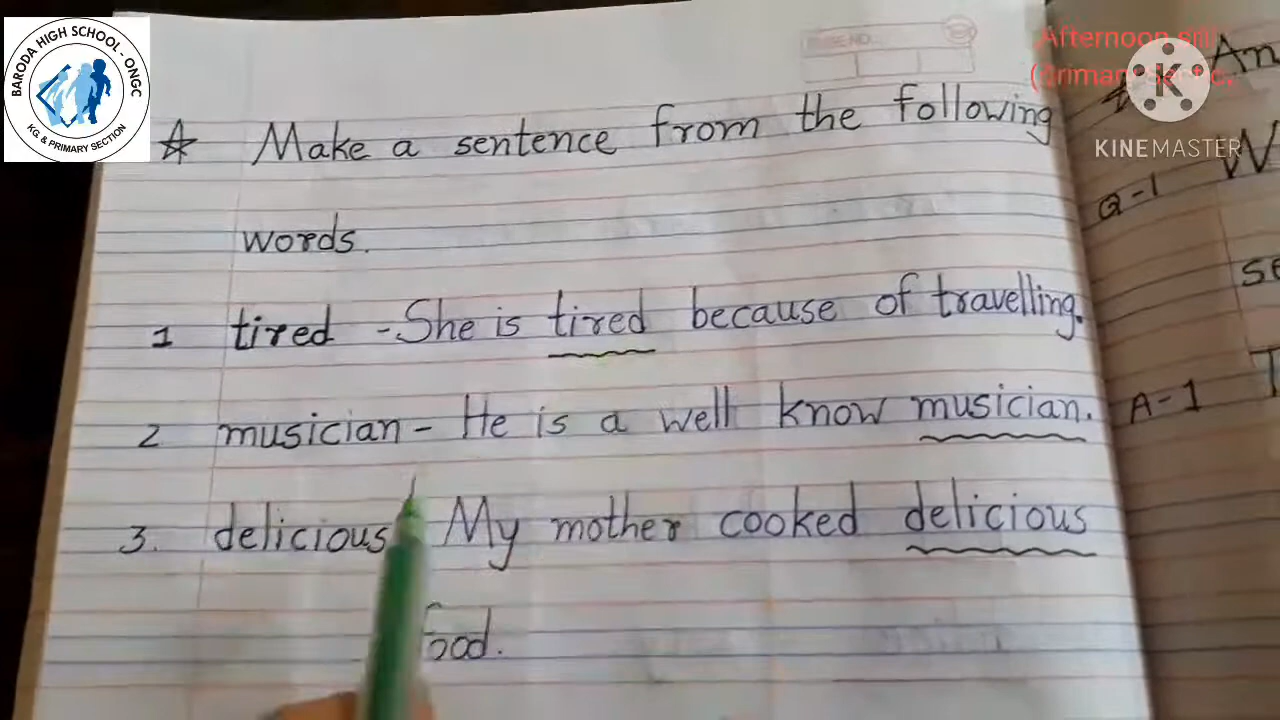 BARODA HIGH SCHOOL - ONGC
KG & PRIMARY SECTION
Afternoon
KINEMASTER
☆ Make a sentence from the following
words.
1 tired - She is tired because of travelling.
2 musician - He is a well know musician.
3. delicious My mother cooked delicious
food.
An
W
Q-1
A-1